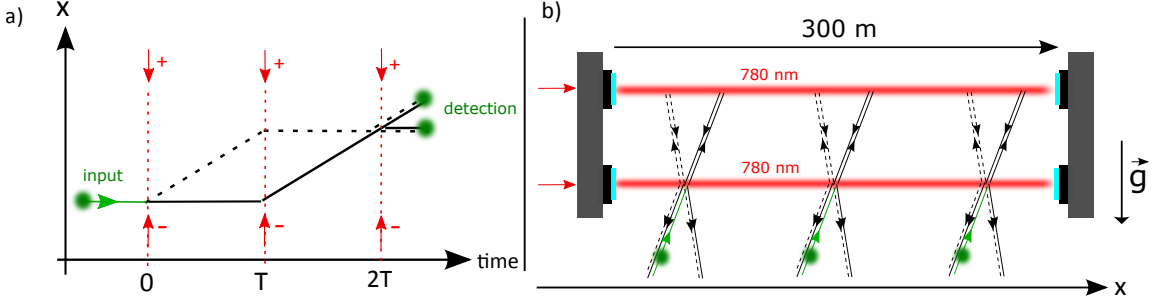 a)
x
+
+
+
detection
input
-
-
-
0
T
2T
time
b)
300 m
780 nm
780 nm
g
x